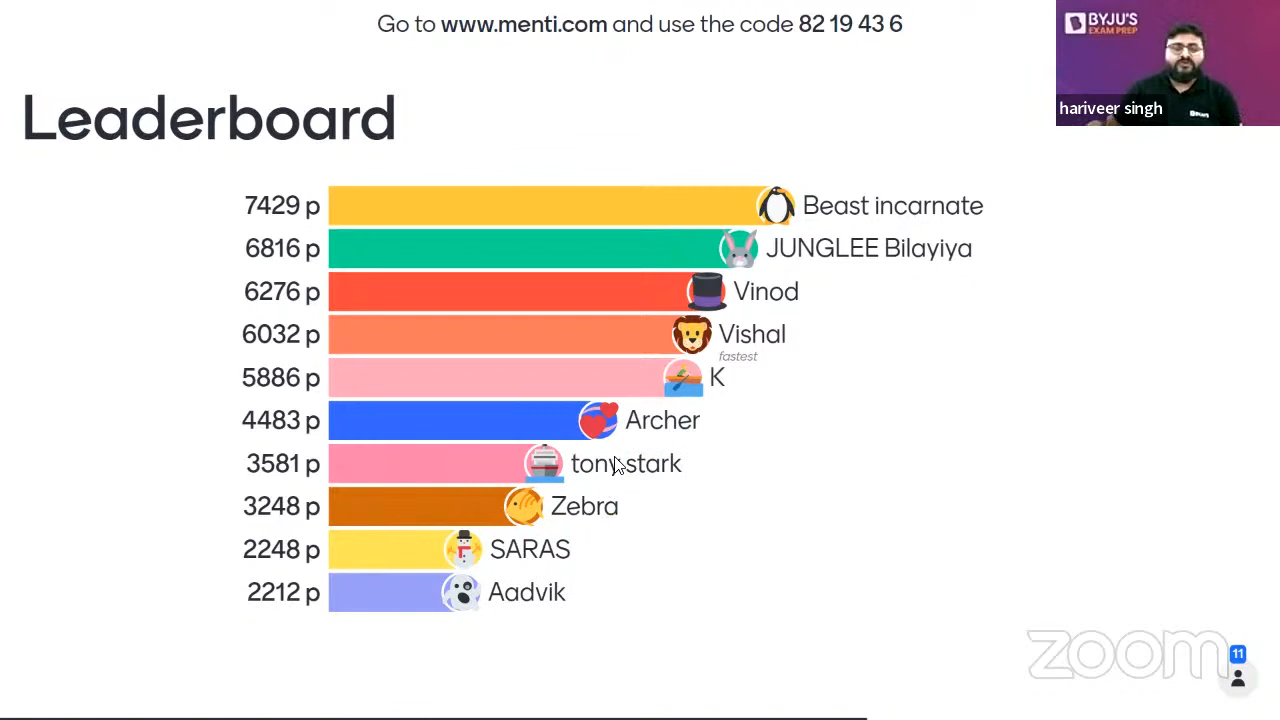 Go to www.menti.com and use the code 82 19 43 6
BYJU'S
EXAM PREP
hariveer singh
Leaderboard
7429 p Beast incarnate
6816 p JUNGLEE Bilayiya
6276 p Vinod
6032 p Vishal
fastest
5886 p K
4483 p Archer
3581 p tony stark
3248 p Zebra
2248 p SARAS
2212 p Aadvik
zoom
11